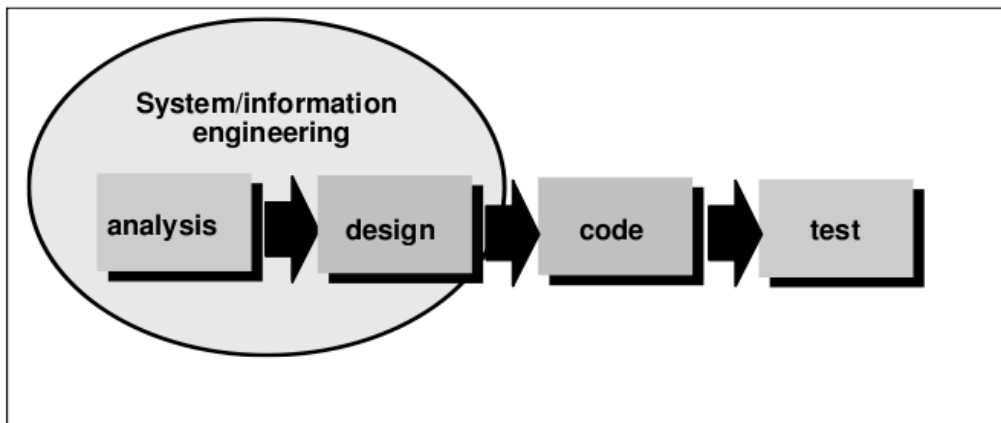 System/information
engineering
analysis
design
code
test